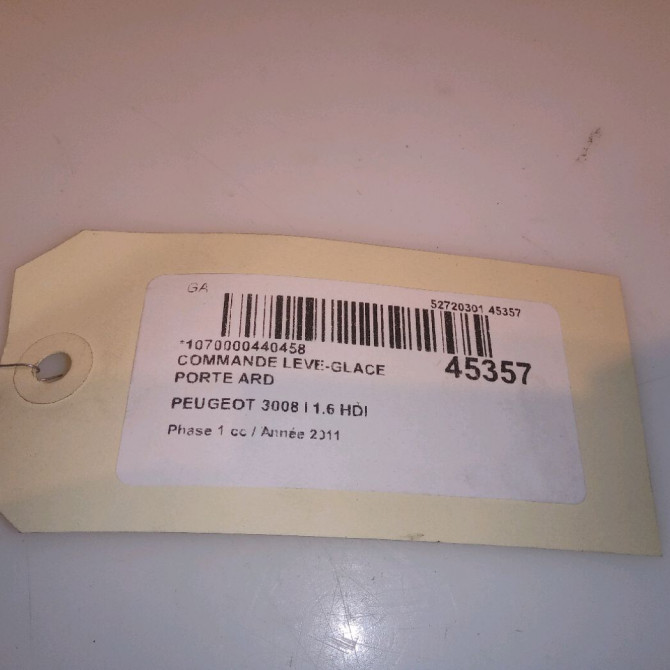 GA
52720301 45357
*1070000440458
COMMANDE LEVE-GLACE
45357
PORTE ARD
PEUGEOT 3008 I 1.6 HDI
Phase 1 cc / Année 2011